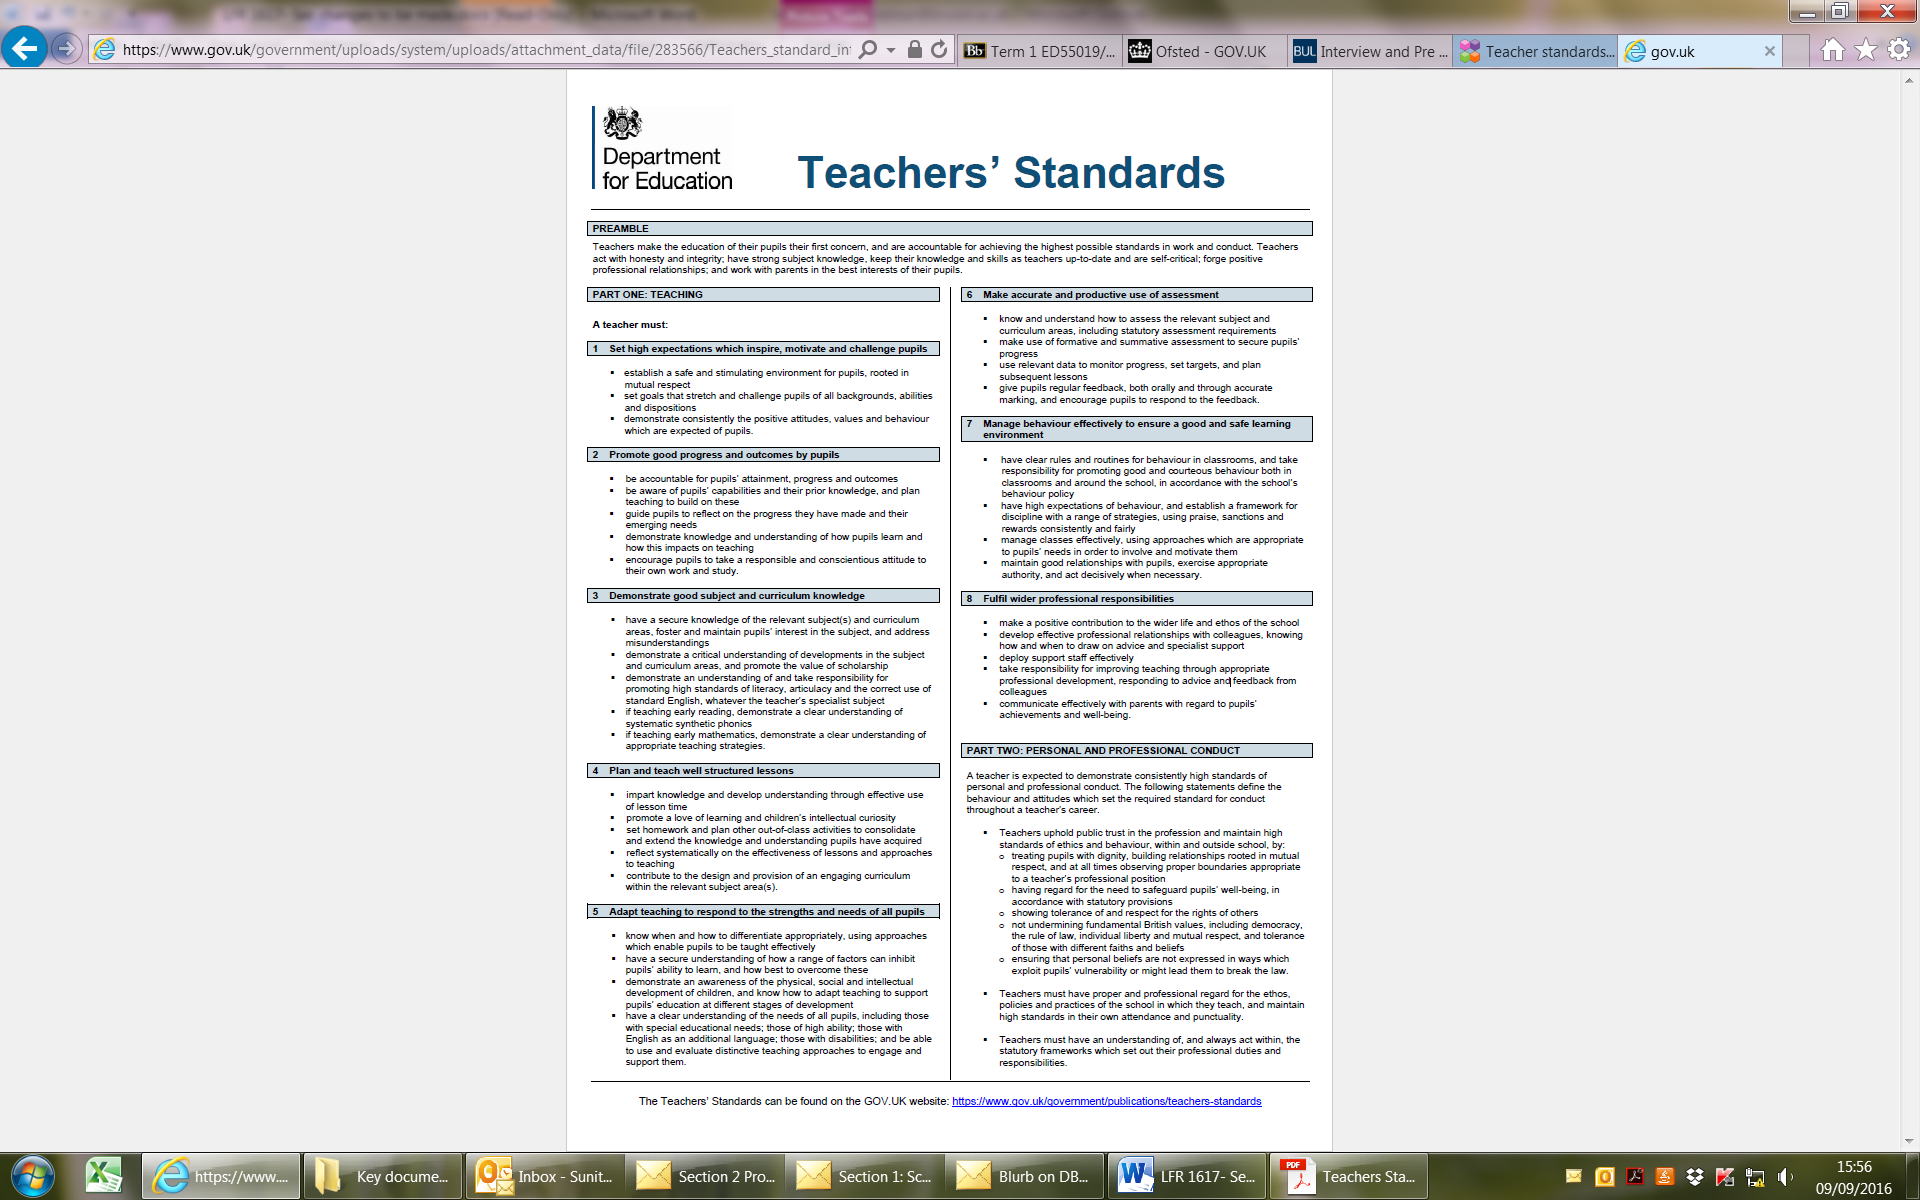 https://www.gov.uk/government/uploads/system/uploads/attachment_data/file/283566/Teachers_standard_in
Term 1 ED55019/...
Ofsted - GOV.UK
BUL Interview and Pre ...
Teacher standards...
gov.uk
Department
for Education
Teachers’ Standards
PREAMBLE
Teachers make the education of their pupils their first concern, and are accountable for achieving the highest possible standards in work and conduct. Teachers
act with honesty and integrity; have strong subject knowledge, keep their knowledge and skills as teachers up-to-date and are self-critical; forge positive
professional relationships; and work with parents in the best interests of their pupils.
PART ONE: TEACHING
A teacher must:
1 Set high expectations which inspire, motivate and challenge pupils
▪ establish a safe and stimulating environment for pupils, rooted in
mutual respect
▪ set goals that stretch and challenge pupils of all backgrounds, abilities
and dispositions
▪ demonstrate consistently the positive attitudes, values and behaviour
which are expected of pupils.
2 Promote good progress and outcomes by pupils
▪ be accountable for pupils’ attainment, progress and outcomes
▪ be aware of pupils’ capabilities and their prior knowledge, and plan
teaching to build on these
▪ guide pupils to reflect on the progress they have made and their
emerging needs
▪ demonstrate knowledge and understanding of how pupils learn and
how this impacts on teaching
▪ encourage pupils to take a responsible and conscientious attitude to
their own work and study.
3 Demonstrate good subject and curriculum knowledge
▪ have a secure knowledge of the relevant subject(s) and curriculum
areas, foster and maintain pupils’ interest in the subject, and address
misunderstandings
▪ demonstrate a critical understanding of developments in the subject
and curriculum areas, and promote the value of scholarship
▪ demonstrate an understanding of and take responsibility for
promoting high standards of literacy, articulacy and the correct use of
standard English, whatever the teacher’s specialist subject
▪ if teaching early reading, demonstrate a clear understanding of
systematic synthetic phonics
▪ if teaching early mathematics, demonstrate a clear understanding of
appropriate teaching strategies.
4 Plan and teach well structured lessons
▪ impart knowledge and develop understanding through effective use
of lesson time
▪ promote a love of learning and children’s intellectual curiosity
▪ set homework and plan other out-of-class activities to consolidate
and extend the knowledge and understanding pupils have acquired
▪ reflect systematically on the effectiveness of lessons and approaches
to teaching
▪ contribute to the design and provision of an engaging curriculum
within the relevant subject area(s).
5 Adapt teaching to respond to the strengths and needs of all pupils
▪ know when and how to differentiate appropriately, using approaches
which enable pupils to be taught effectively
▪ have a secure understanding of how a range of factors can inhibit
pupils’ ability to learn, and how best to overcome these
▪ demonstrate an awareness of the physical, social and intellectual
development of children, and know how to adapt teaching to support
pupils’ education at different stages of development
▪ have a clear understanding of the needs of all pupils, including those
with special educational needs; those of high ability; those with
English as an additional language; those with disabilities; and be able
to use and evaluate distinctive teaching approaches to engage and
support them.
6 Make accurate and productive use of assessment
▪ know and understand how to assess the relevant subject and
curriculum areas, including statutory assessment requirements
▪ make use of formative and summative assessment to secure pupils’
progress
▪ use relevant data to monitor progress, set targets, and plan
subsequent lessons
▪ give pupils regular feedback, both orally and through accurate
marking, and encourage pupils to respond to the feedback.
7 Manage behaviour effectively to ensure a good and safe learning
environment
▪ have clear rules and routines for behaviour in classrooms, and take
responsibility for promoting good and courteous behaviour both in
classrooms and around the school, in accordance with the school’s
behaviour policy
▪ have high expectations of behaviour, and establish a framework for
discipline with a range of strategies, using praise, sanctions and
rewards consistently and fairly
▪ manage classes effectively, using approaches which are appropriate
to pupils’ needs in order to involve and motivate them
▪ maintain good relationships with pupils, exercise appropriate
authority, and act decisively when necessary.
8 Fulfil wider professional responsibilities
▪ make a positive contribution to the wider life and ethos of the school
▪ develop effective professional relationships with colleagues, knowing
how and when to draw on advice and specialist support
▪ deploy support staff effectively
▪ take responsibility for improving teaching through appropriate
professional development, responding to advice and feedback from
colleagues
▪ communicate effectively with parents with regard to pupils’
achievements and well-being.
PART TWO: PERSONAL AND PROFESSIONAL CONDUCT
A teacher is expected to demonstrate consistently high standards of
personal and professional conduct. The following statements define the
behaviour and attitudes which set the required standard for conduct
throughout a teacher’s career.
▪ Teachers uphold public trust in the profession and maintain high
standards of ethics and behaviour, within and outside school, by:
o treating pupils with dignity, building relationships rooted in mutual
respect, and at all times observing proper boundaries appropriate
to a teacher’s professional position
o having regard for the need to safeguard pupils’ well-being, in
accordance with statutory provisions
o showing tolerance of and respect for the rights of others
o not undermining fundamental British values, including democracy,
the rule of law, individual liberty and mutual respect, and tolerance
of those with different faiths and beliefs
o ensuring that personal beliefs are not expressed in ways which
exploit pupils’ vulnerability or might lead them to break the law.
▪ Teachers must have proper and professional regard for the ethos,
policies and practices of the school in which they teach, and maintain
high standards in their own attendance and punctuality.
▪ Teachers must have an understanding of, and always act within, the
statutory frameworks which set out their professional duties and
responsibilities.
The Teachers’ Standards can be found on the GOV.UK website: https://www.gov.uk/government/publications/teachers-standards
https://www....
Key docume...
Inbox - Sunit...
Section 2 Pro...
Section 1: Sc...
Blurb on DB...
LFR 1617- Se...
Teachers Sta...
15:56
09/09/2016